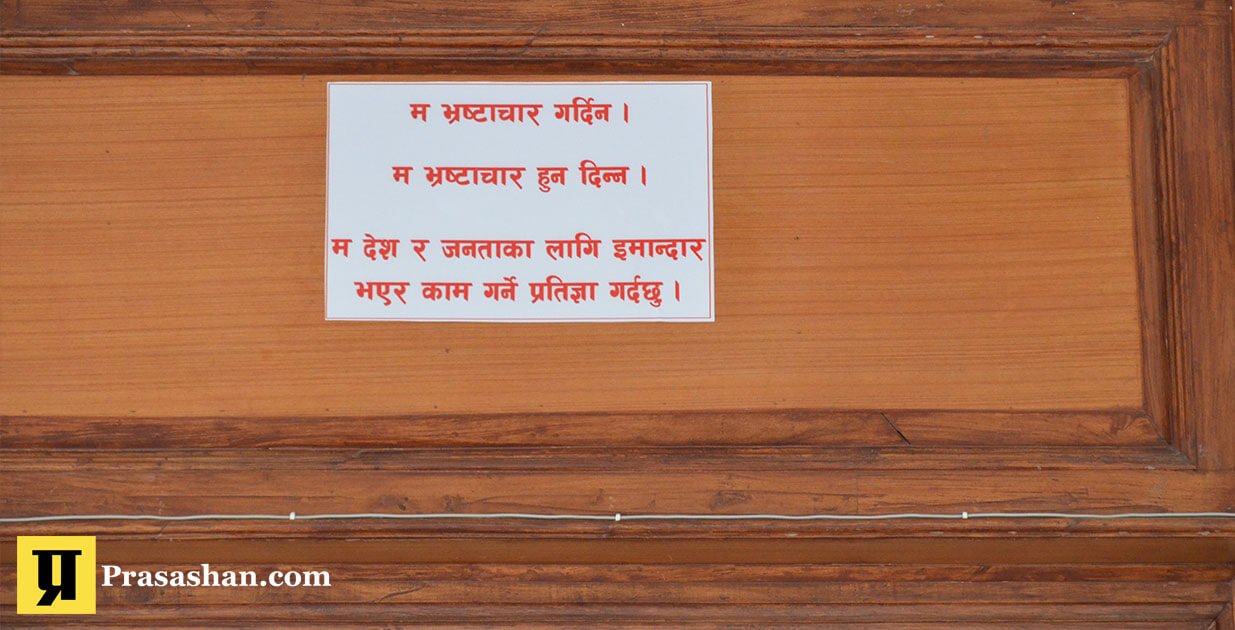 म भ्रष्टाचार गर्दिन ।
म भ्रष्टाचार हुन दिन्न ।
म देश र जनताका लागि इमान्दार
भएर काम गर्ने प्रतिज्ञा गर्दछु ।
प्र Prasashan.com